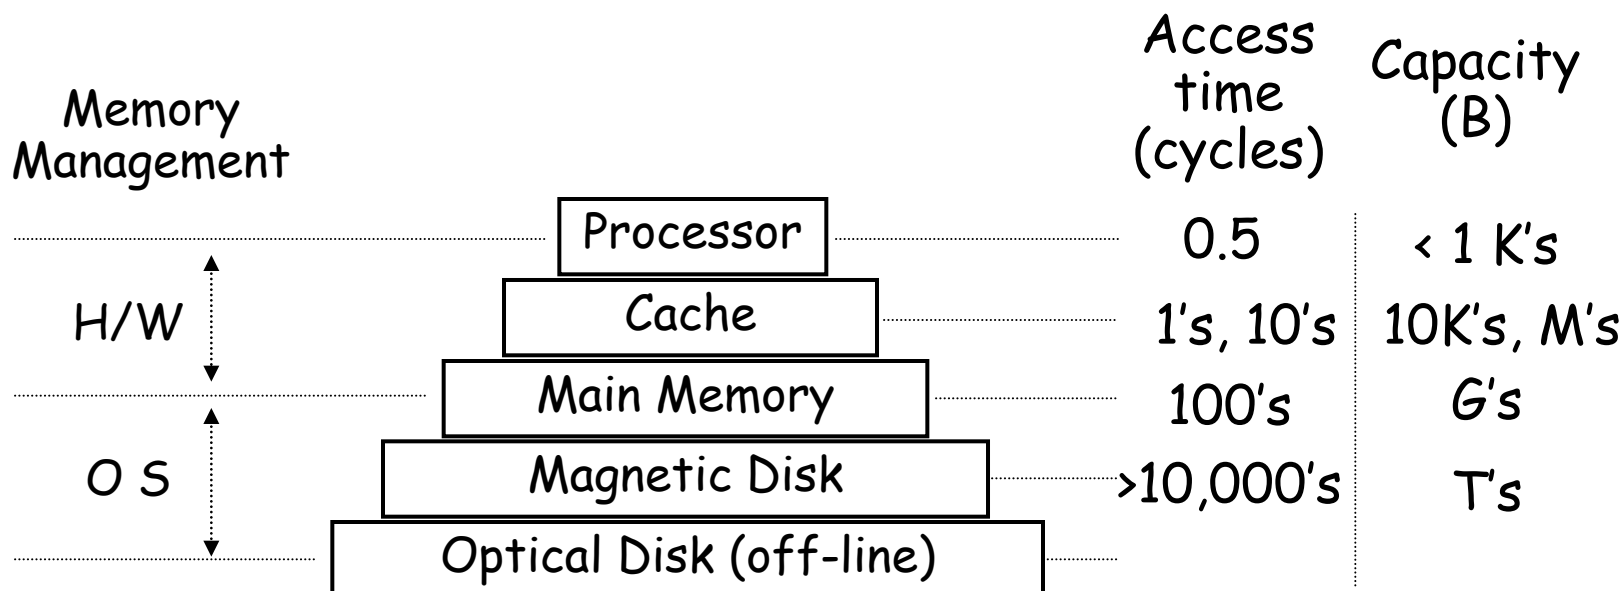 Memory
Management
Access
time
(cycles)
Capacity
(B)
Processor 0.5 < 1 K's
H/W Cache 1's, 10's 10K's, M's
Main Memory 100's G's
O S Magnetic Disk >10,000's T's
Optical Disk (off-line)